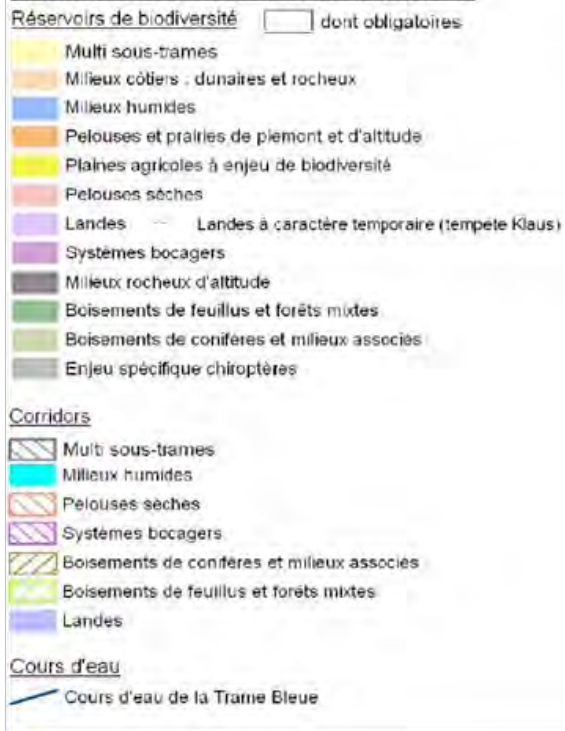 Réservoirs de biodiversité dont obligatoires
Multi sous-trames
Milieux côtiers : dunaires et rocheux
Milieux humides
Pelouses et prairies de piemont et d'altitude
Plaines agricoles à enjeu de biodiversité
Pelouses sèches
Landes Landes à caractère temporaire (tempête Klaus)
Systèmes bocagers
Milieux rocheux d'altitude
Boisements de feuillus et forêts mixtes
Boisements de conifères et milieux associés
Enjeu spécifique chiroptères
Corridors
Multi sous-trames
Milieux humides
Pelouses sèches
Systèmes bocagers
Boisements de conifères et milieux associés
Boisements de feuillus et forêts mixtes
Landes
Cours d'eau
Cours d'eau de la Trame Bleue